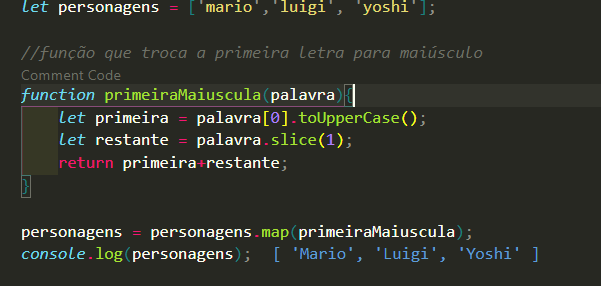 let personagens = ['mario','luigi', 'yoshi'];
//função que troca a primeira letra para maiúsculo
Comment Code
function primeiraMaiuscula(palavra){
let primeira = palavra[0].toUpperCase();
let restante = palavra.slice(1);
return primeira+restante;
}
personagens = personagens.map(primeiraMaiuscula);
console.log(personagens); [ 'Mario', 'Luigi', 'Yoshi' ]